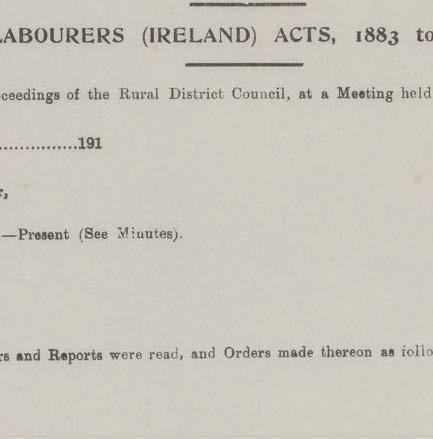 LABOURERS (IRELAND) ACTS, 1883 to
ceedings of the Rural District Council, at a Meeting held
...............191
—Present (See Minutes).
rs and Reports were read, and Orders made thereon as follo